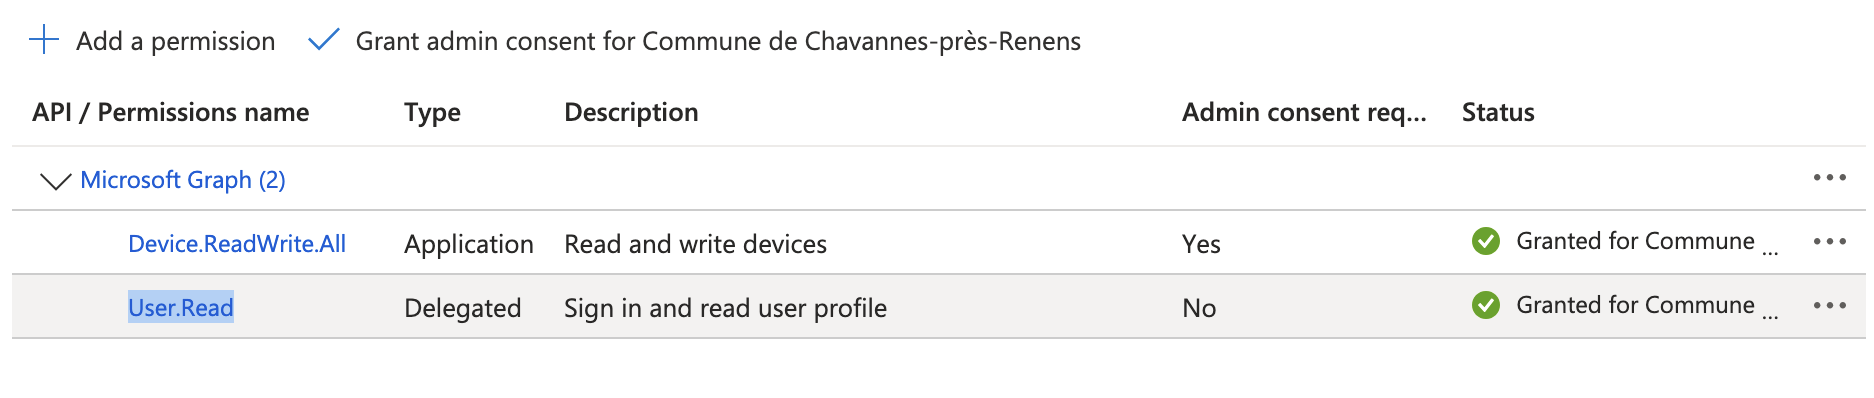 Add a permission Grant admin consent for Commune de Chavannes-près-Renens
API / Permissions name Type Description Admin consent req... Status
Microsoft Graph (2)
Device.ReadWrite.All Application Read and write devices Yes Granted for Commune ...
User.Read Delegated Sign in and read user profile No Granted for Commune ...